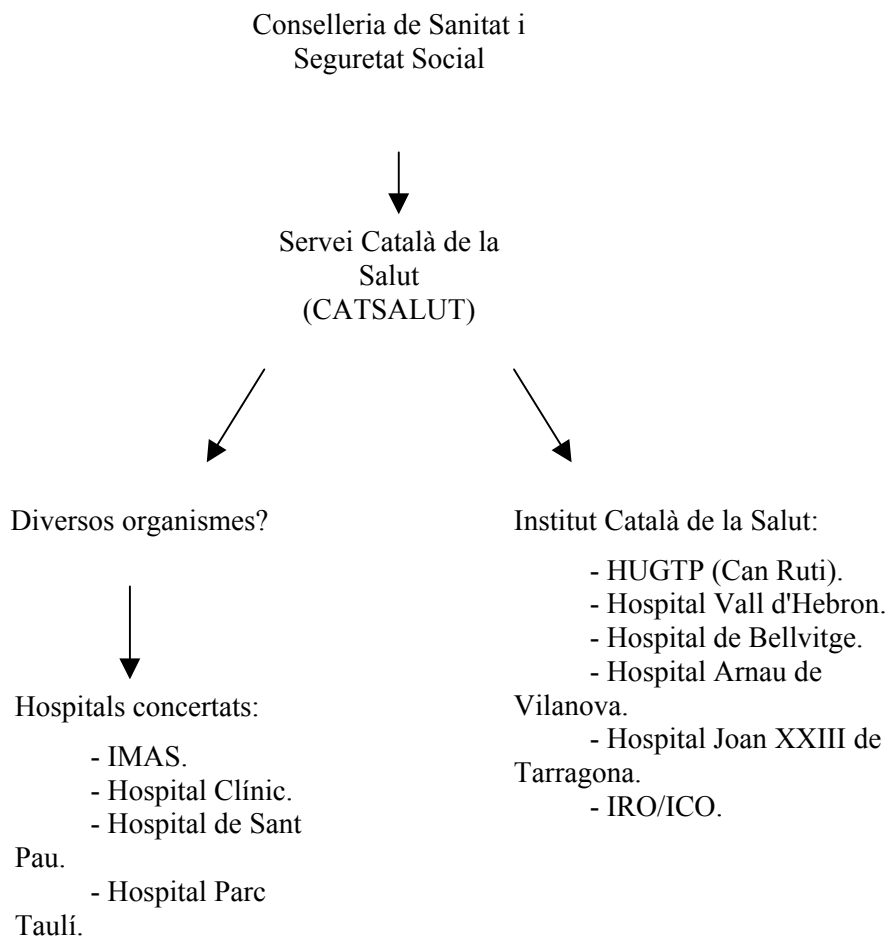 Conselleria de Sanitat i
Seguretat Social
Servei Català de la
Salut
(CATSALUT)
Diversos organismes?
Hospitals concertats:
- IMAS.
- Hospital Clínic.
- Hospital de Sant
Pau.
- Hospital Parc
Taulí.
Institut Català de la Salut:
- HUGTP (Can Ruti).
- Hospital Vall d'Hebron.
- Hospital de Bellvitge.
- Hospital Arnau de
Vilanova.
- Hospital Joan XXIII de
Tarragona.
- IRO/ICO.